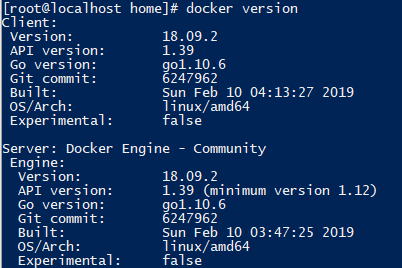 [root@localhost home]# docker version
Client:
Version: 18.09.2
API version: 1.39
Go version: go1.10.6
Git commit: 6247962
Built: Sun Feb 10 04:13:27 2019
OS/Arch: linux/amd64
Experimental: false
Server: Docker Engine - Community
Engine:
Version: 18.09.2
API version: 1.39 (minimum version 1.12)
Go version: go1.10.6
Git commit: 6247962
Built: Sun Feb 10 03:47:25 2019
OS/Arch: linux/amd64
Experimental: false